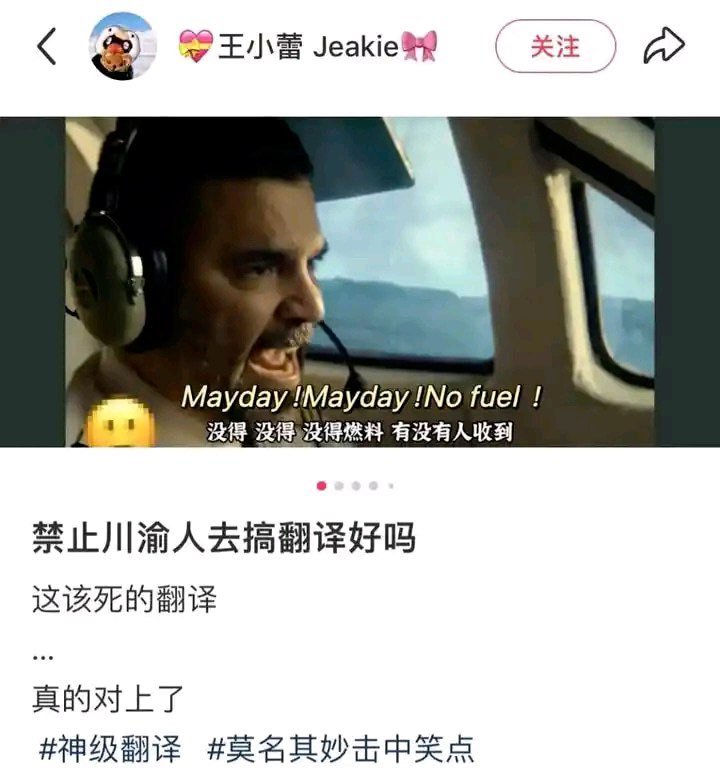 王小蕾 Jeakie
关注
Mayday!Mayday!No fuel!
没得 没得 没得燃料 有没有人收到
禁止川渝人去搞翻译好吗
这该死的翻译
...
真的对上了
#神级翻译 #莫名其妙击中笑点